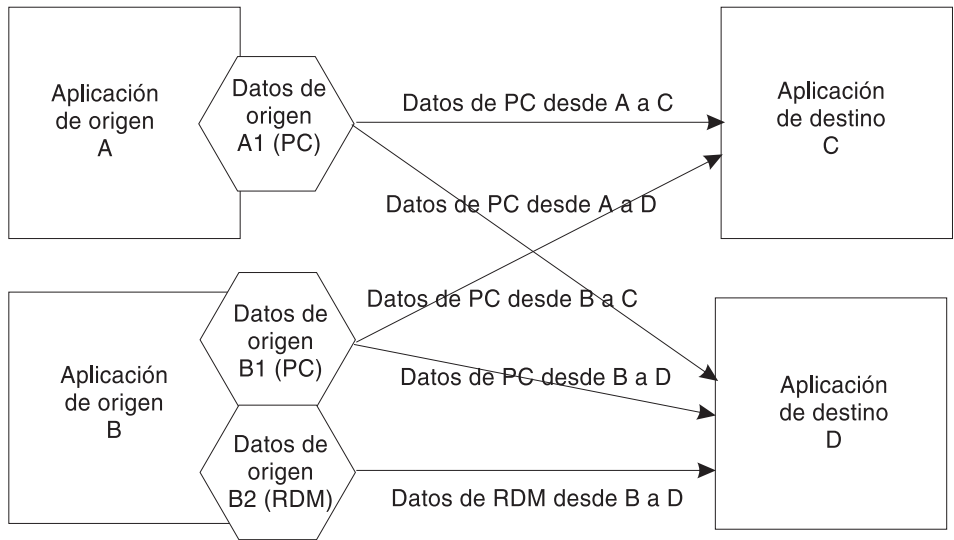 Aplicación
de origen
A
Datos de
origen
A1 (PC)
Datos de PC desde A a C
Aplicación
de destino
C
Datos de PC desde A a D
Datos de PC desde B a C
Aplicación
de origen
B
Datos de
origen
B1 (PC)
Datos de PC desde B a D
Datos de
origen
B2 (RDM)
Datos de RDM desde B a D
Aplicación
de destino
D